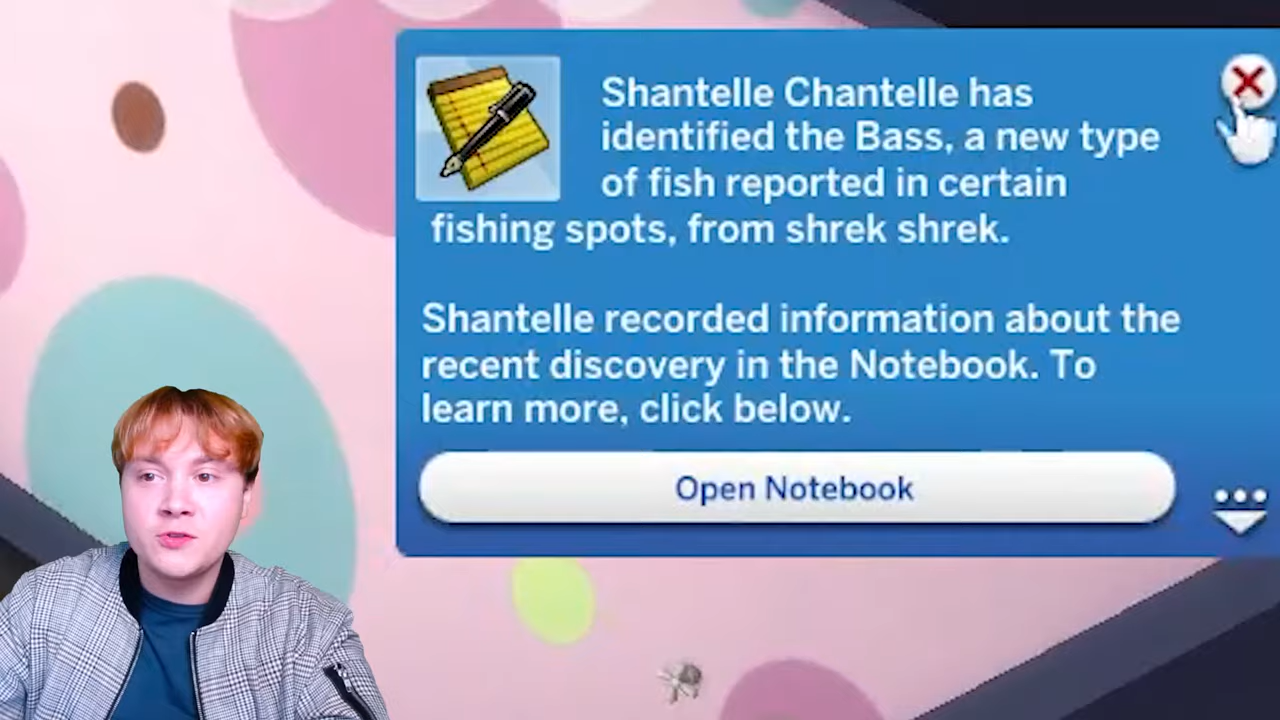 Shantelle Chantelle has
identified the Bass, a new type
of fish reported in certain
fishing spots, from shrek shrek.
Shantelle recorded information about the
recent discovery in the Notebook. To
learn more, click below.
Open Notebook